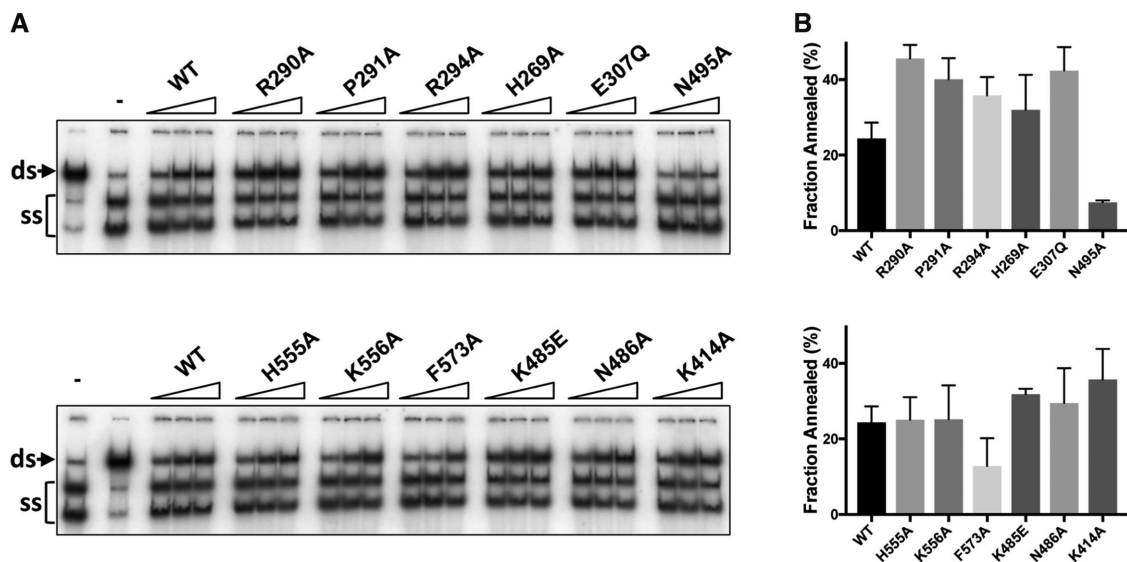 A
- WT R290A P291A R294A H269A E307Q N495A
ds
ss
- WT H555A K556A F573A K485E N486A K414A
ds
ss
B
Fraction Annealed (%)
40
20
0
WT R290A P291A R294A H269A E307Q N495A
Fraction Annealed (%)
40
20
0
WT H555A K556A F573A K485E N486A K414A